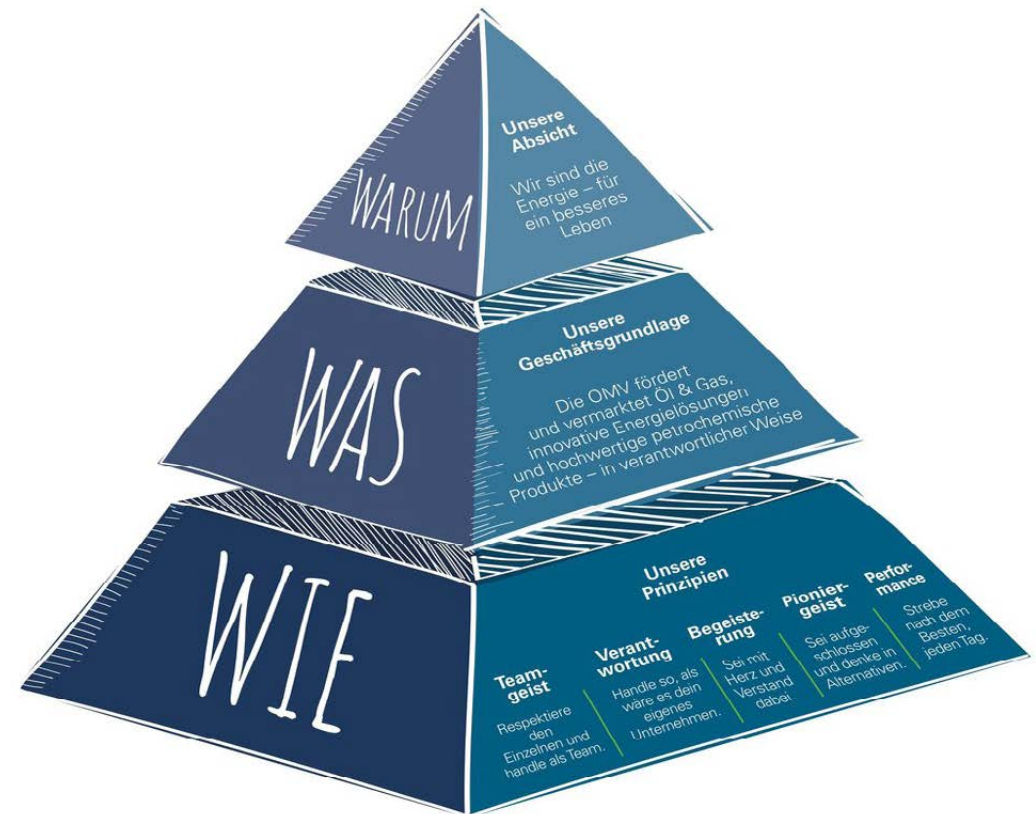 WARUM
Unsere
Absicht
Wir sind die
Energie – für
ein besseres
Leben
WAS
Unsere
Geschäftsgrundlage
Die OMV fördert
und vermarktet Öl & Gas,
innovative Energielösungen
und hochwertige petrochemische
Produkte – in verantwortlicher Weise
WIE
Unsere
Prinzipien
Team-
geist
Respektiere
den
Einzelnen und
handle als Team.
Verant-
wortung
Handle so, als
wäre es dein
eigenes
Unternehmen.
Begeiste-
rung
Sei mit
Herz und
Verstand
dabei
Pionier-
geist
Sei aufge-
schlossen
und denke in
Alternativen.
Perfor-
mance
Strebe
nach dem
Besten,
jeden Tag.